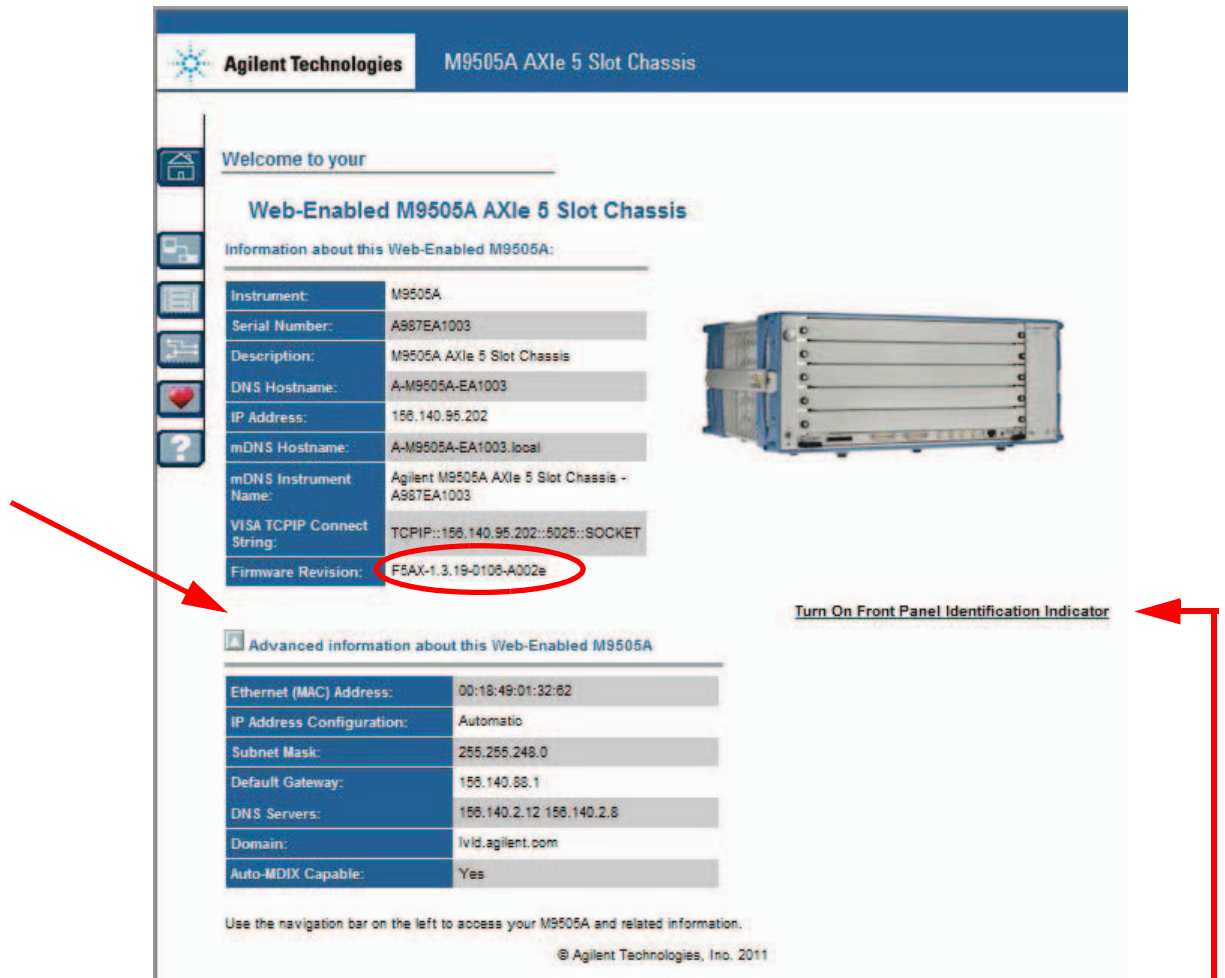 Agilent Technologies
M9505A AXIe 5 Slot Chassis
Welcome to your
Web-Enabled M9505A AXIe 5 Slot Chassis
Information about this Web-Enabled M9505A:
Instrument: M9505A
Serial Number: A987EA1003
Description: M9505A AXIe 5 Slot Chassis
DNS Hostname: A-M9505A-EA1003
IP Address: 156.140.95.202
mDNS Hostname: A-M9505A-EA1003.local
mDNS Instrument Name: Agilent M9505A AXIe 5 Slot Chassis - A987EA1003
VISA TCPIP Connect String: TCPIP::156.140.95.202::5025::SOCKET
Firmware Revision: F5AX-1.3.19-0106-A002e
Turn On Front Panel Identification Indicator
Advanced information about this Web-Enabled M9505A
Ethernet (MAC) Address: 00:18:49:01:32:62
IP Address Configuration: Automatic
Subnet Mask: 255.255.248.0
Default Gateway: 156.140.88.1
DNS Servers: 156.140.2.12 156.140.2.8
Domain: lvld.agilent.com
Auto-MDIX Capable: Yes
Use the navigation bar on the left to access your M9505A and related information.
© Agilent Technologies, Inc. 2011